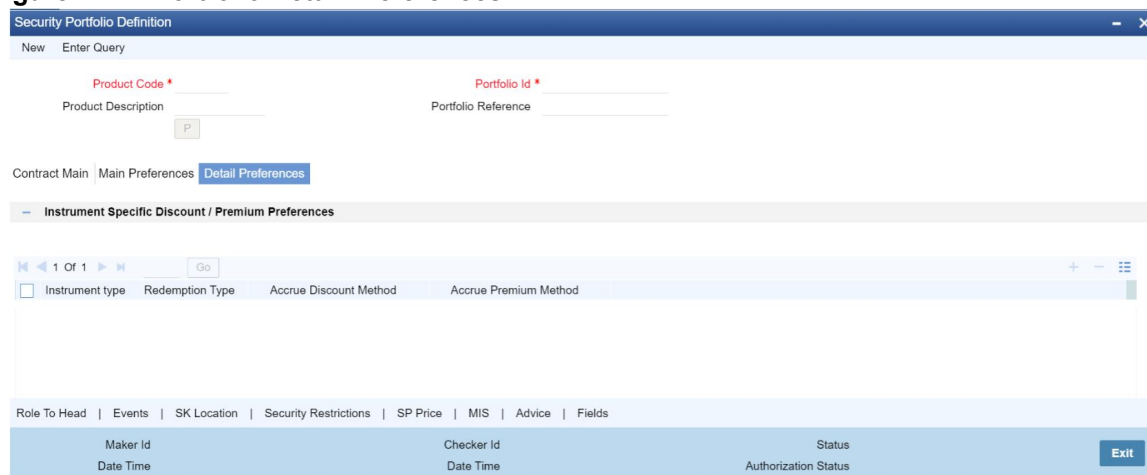 Security Portfolio Definition
New Enter Query
Product Code * Portfolio Id *
Product Description Portfolio Reference
P
Contract Main Main Preferences Detail Preferences
Instrument Specific Discount / Premium Preferences
1 Of 1 Go
Instrument type Redemption Type Accrue Discount Method Accrue Premium Method
Role To Head | Events | SK Location | Security Restrictions | SP Price | MIS | Advice | Fields
Maker Id Checker Id Status
Date Time Date Time Authorization Status
Exit